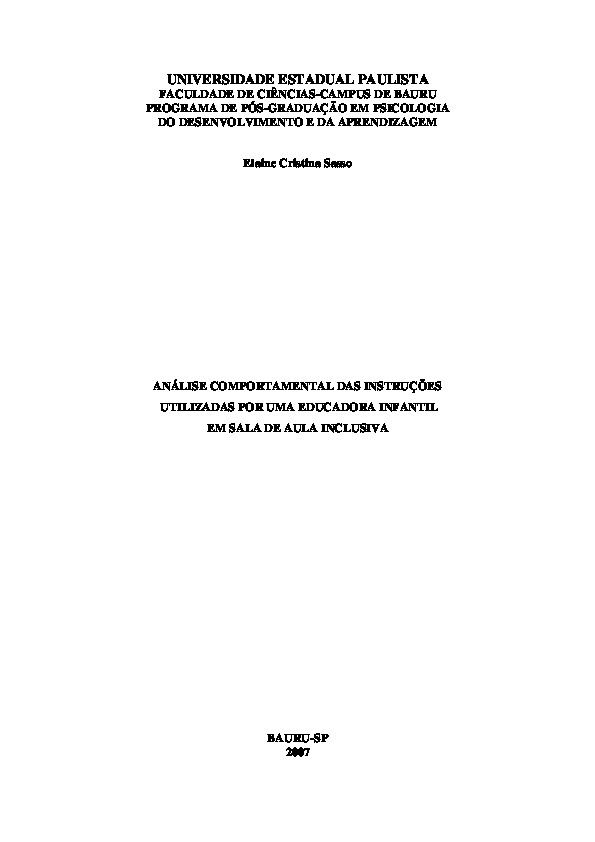 UNIVERSIDADE ESTADUAL PAULISTA
FACULDADE DE CIÊNCIAS-CAMPUS DE BAURU
PROGRAMA DE PÓS-GRADUAÇÃO EM PSICOLOGIA
DO DESENVOLVIMENTO E DA APRENDIZAGEM
Elaine Cristina Sasso
ANÁLISE COMPORTAMENTAL DAS INSTRUÇÕES
UTILIZADAS POR UMA EDUCADORA INFANTIL
EM SALA DE AULA INCLUSIVA
BAURU-SP
2007